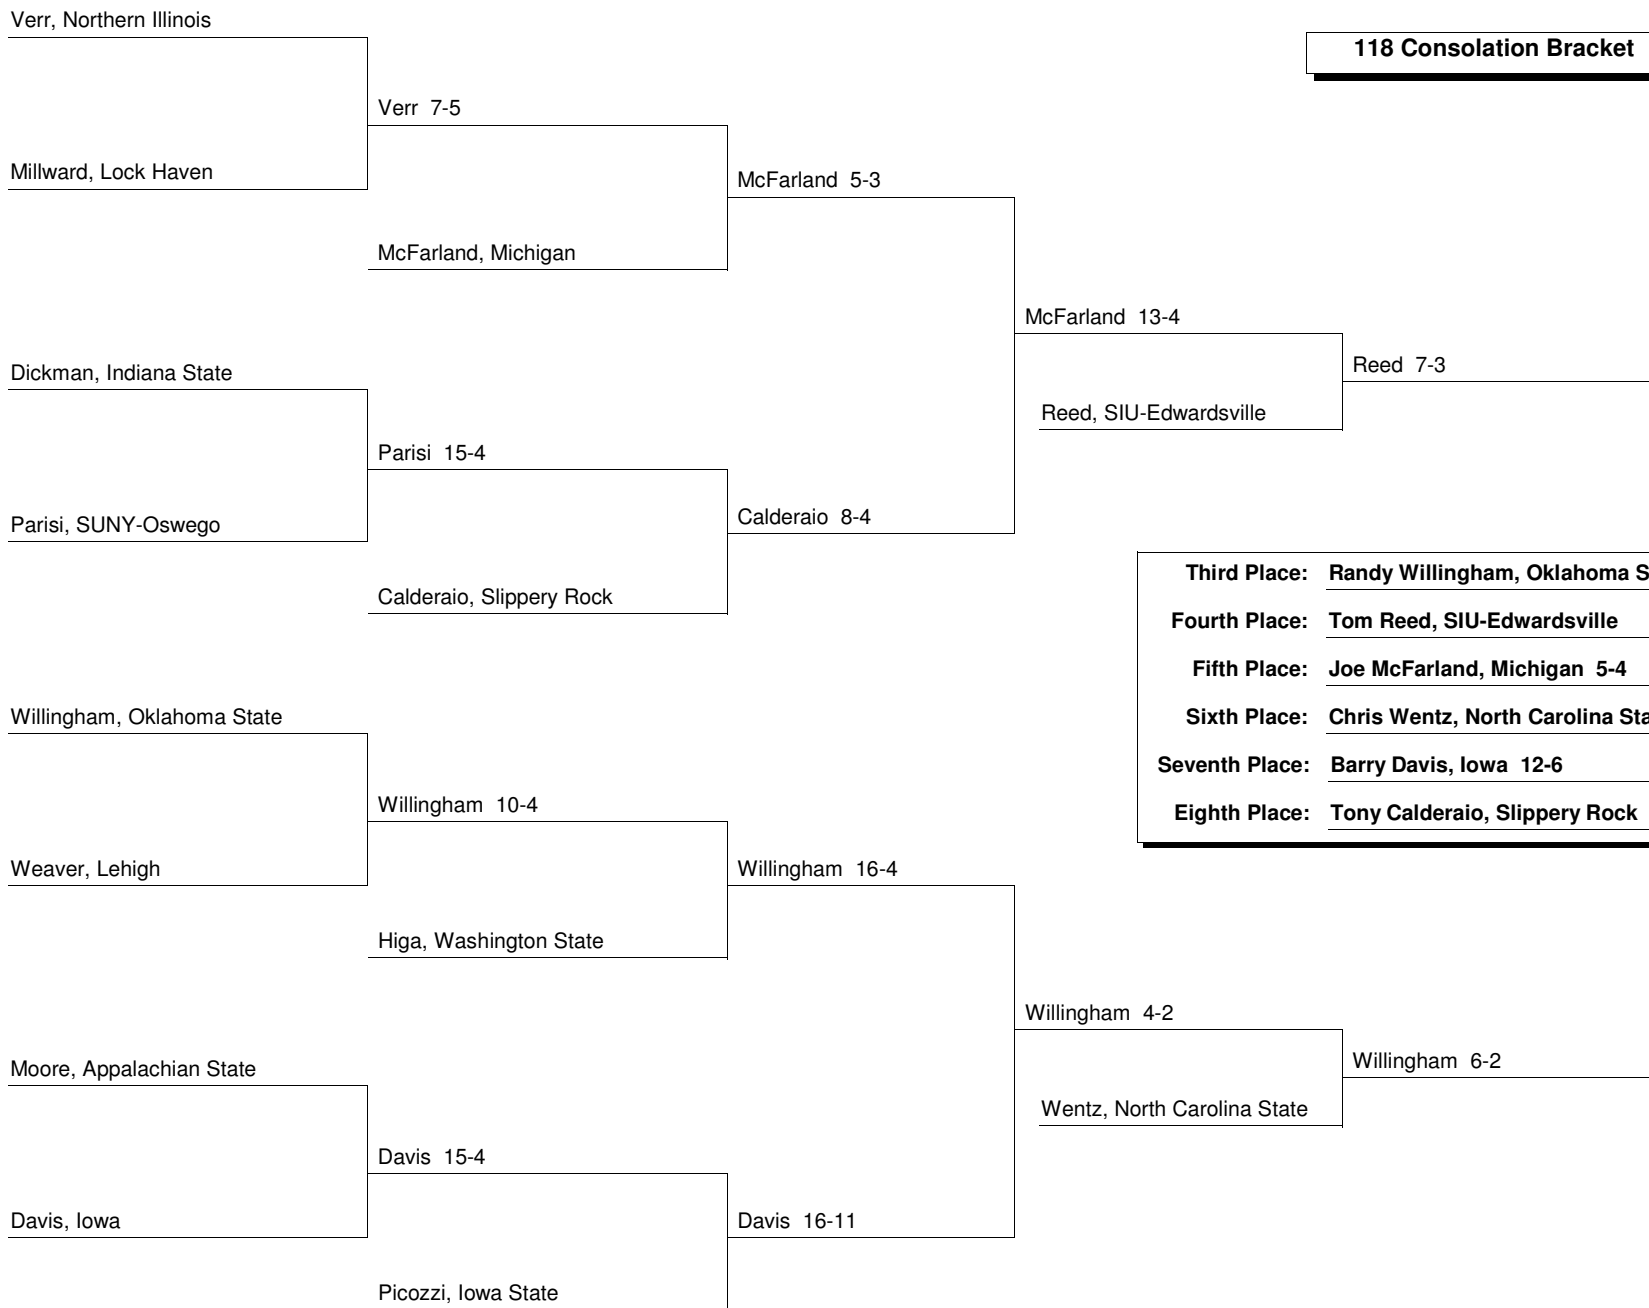 Verr, Northern Illinois
118 Consolation Bracket
Verr 7-5
Millward, Lock Haven
McFarland 5-3
McFarland, Michigan
McFarland 13-4
Dickman, Indiana State
Reed 7-3
Reed, SIU-Edwardsville
Parisi 15-4
Parisi, SUNY-Oswego
Calderaio 8-4
Calderaio, Slippery Rock
Third Place: Randy Willingham, Oklahoma S
Fourth Place: Tom Reed, SIU-Edwardsville
Fifth Place: Joe McFarland, Michigan 5-4
Sixth Place: Chris Wentz, North Carolina Sta
Seventh Place: Barry Davis, Iowa 12-6
Eighth Place: Tony Calderaio, Slippery Rock
Willingham, Oklahoma State
Willingham 10-4
Weaver, Lehigh
Willingham 16-4
Higa, Washington State
Willingham 4-2
Moore, Appalachian State
Willingham 6-2
Wentz, North Carolina State
Davis 15-4
Davis, Iowa
Davis 16-11
Picozzi, Iowa State